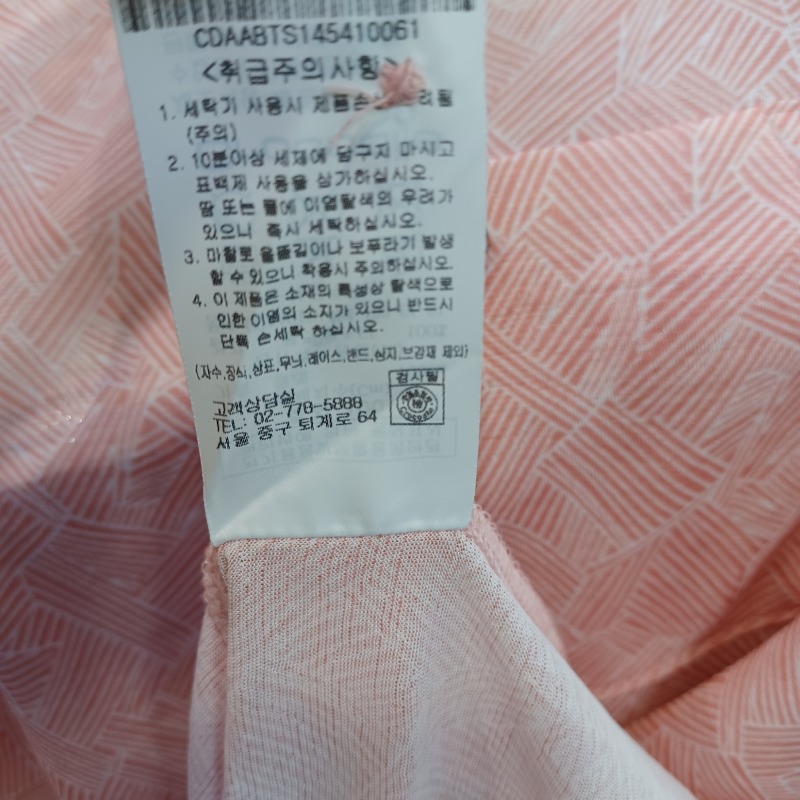 CDAABTS145410061
<취급주의사항>
1. 세탁기 사용시 제품손 려됨
(주의)
2. 10분이상 세제에 담구지 마시고
표백제 사용을 삼가하십시오.
땀 또는 물에 이염탈색의 우려가
있으니 즉시 세탁하십시오.
3. 마찰로 올뜯김이나 보푸라기 발생
할 수 있으니 착용시 주의하십시오.
4. 이 제품은 소재의 특성상 탈색으로
인한 이염의 소지가 있으니 반드시
단독 손세탁 하십시오.
(자수,장식,상표,무늬,레이스,밴드,심지,보강재 제외)
검사필
고객상담실
TEL: 02-778-5888
서울 중구 퇴계로 64